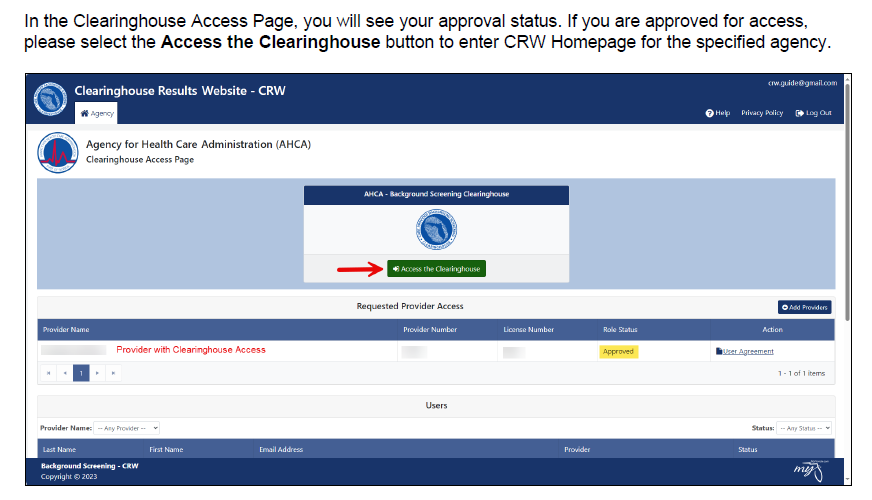 In the Clearinghouse Access Page, you will see your approval status. If you are approved for access,
please select the Access the Clearinghouse button to enter CRW Homepage for the specified agency.
crw.guide@gmail.com
Clearinghouse Results Website - CRW
Agency
Help Privacy Policy Log Out
Agency for Health Care Administration (AHCA)
Clearinghouse Access Page
AHCA - Background Screening Clearinghouse
Access the Clearinghouse
Requested Provider Access
Add Providers
Provider Name Provider Number License Number Role Status Action
Provider with Clearinghouse Access Approved User Agreement
1 1 - 1 of 1 items
Users
Provider Name: -- Any Provider -- Status: -- Any Status --
Last Name First Name Email Address Provider Status
Background Screening - CRW
Copyright © 2023